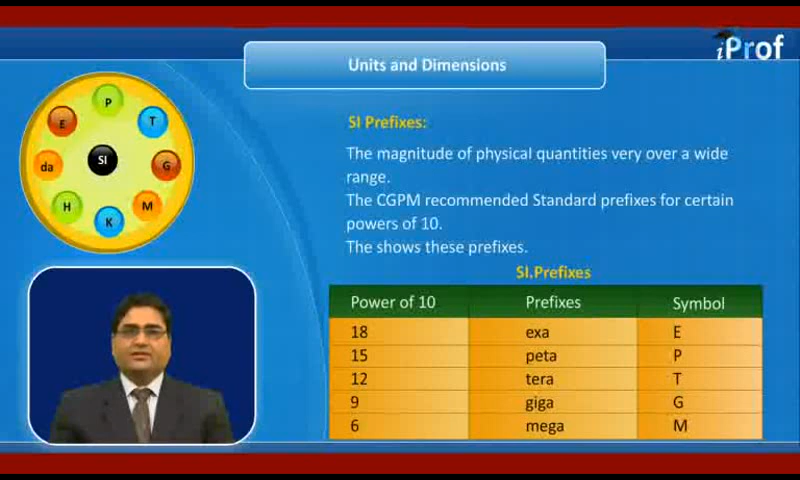 iProf
Units and Dimensions
P
E
T
da
SI
G
H
M
K
SI Prefixes:
The magnitude of physical quantities very over a wide
range.
The CGPM recommended Standard prefixes for certain
powers of 10.
The shows these prefixes.
SI.Prefixes
Power of 10 Prefixes Symbol
18 exa E
15 peta P
12 tera T
9 giga G
6 mega M